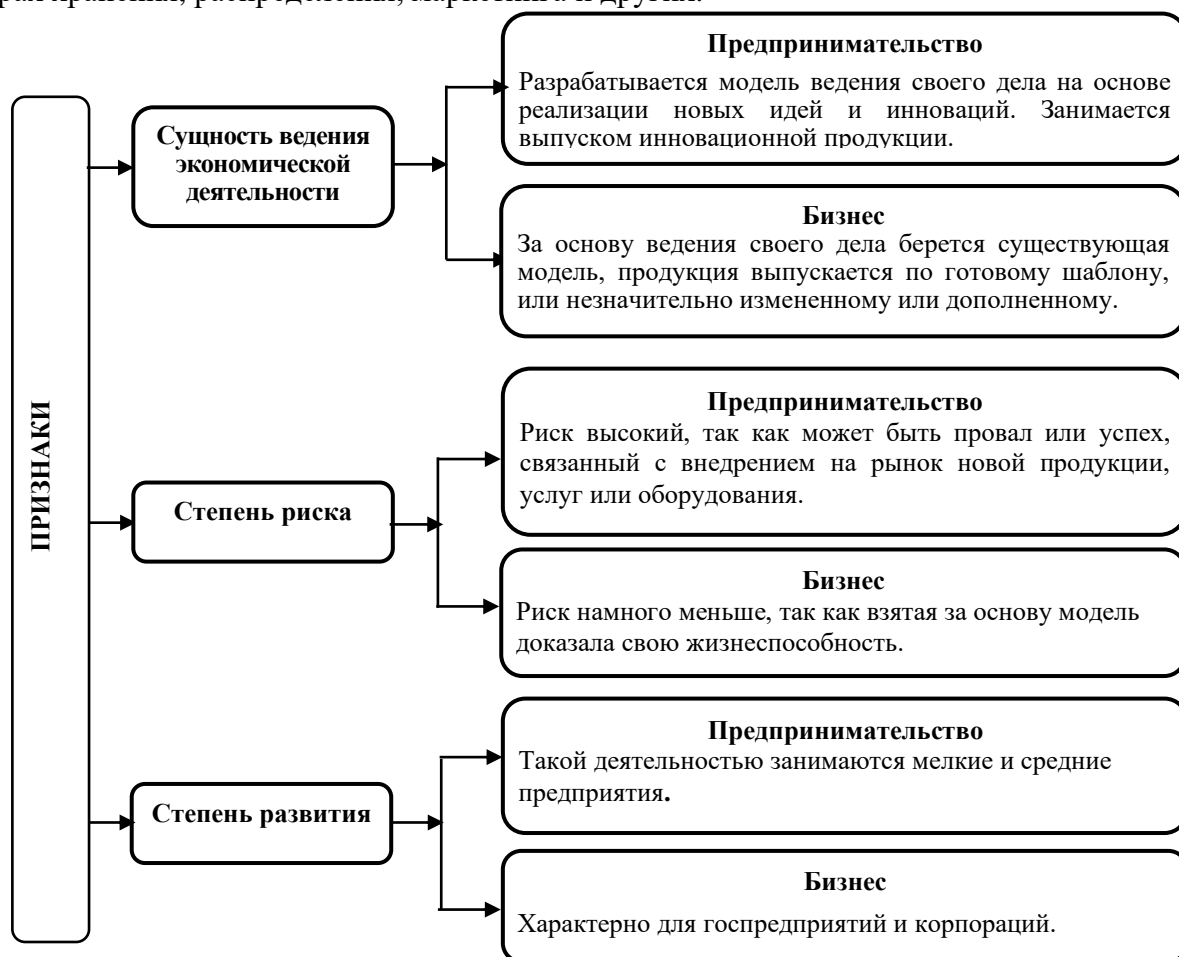 хранения, распределения, маркетинга и других.
Предпринимательство
Разрабатывается модель ведения своего дела на основе
реализации новых идей и инноваций. Занимается
выпуском инновационной продукции.
Сущность ведения
экономической
деятельности
Бизнес
За основу ведения своего дела берется существующая
модель, продукция выпускается по готовому шаблону,
или незначительно измененному или дополненному.
ПРИЗНАКИ
Предпринимательство
Риск высокий, так как может быть провал или успех,
связанный с внедрением на рынок новой продукции,
услуг или оборудования.
Степень риска
Бизнес
Риск намного меньше, так как взятая за основу модель
доказала свою жизнеспособность.
Предпринимательство
Такой деятельностью занимаются мелкие и средние
предприятия.
Степень развития
Бизнес
Характерно для госпредприятий и корпораций.